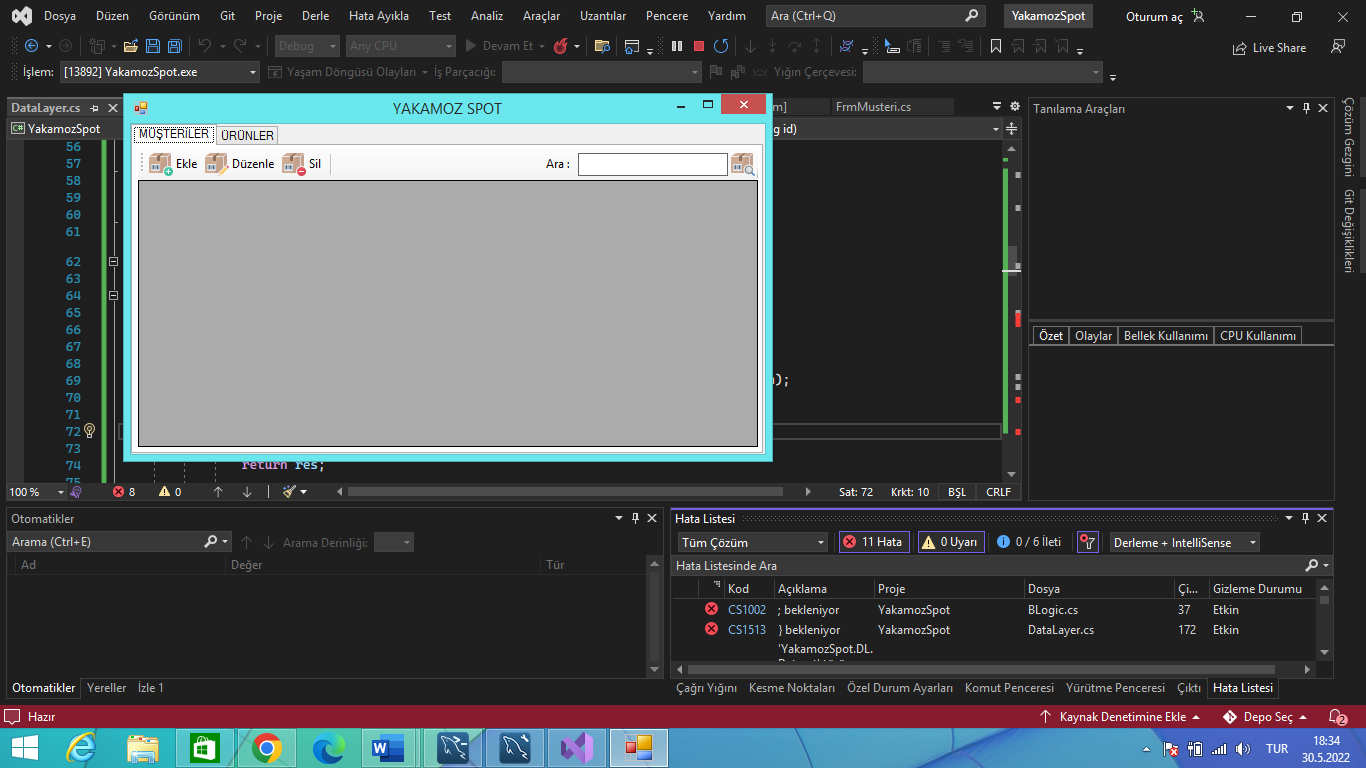 Dosya Düzen Görünüm Git Proje Derle Hata Ayıkla Test Analiz Araçlar Uzantılar Pencere Yardım Ara (Ctrl+Q) YakamozSpot Oturum aç
Debug Any CPU Devam Et Live Share
İşlem: [13892] YakamozSpot.exe Yaşam Döngüsü Olayları İş Parçacığı: Yığın Çerçevesi:
DataLayer.cs FrmMusteri.cs
YakamozSpot
YAKAMOZ SPOT
MÜŞTERİLER ÜRÜNLER
Ekle Düzenle Sil Ara :
56
57
58
59
60
61
62
63
64
65
66
67
68
69
70
71
72
73
74 return res;
75
100 % 8 0 Sat: 72 Krkt: 10 BŞL CRLF
Tanılama Araçları
Özet Olaylar Bellek Kullanımı CPU Kullanımı
Çözüm Gezgini
Git Değişiklikleri
Otomatikler
Arama (Ctrl+E) Arama Derinliği:
Ad Değer Tür
Otomatikler Yereller İzle 1
Hata Listesi
Tüm Çözüm 11 Hata 0 Uyarı 0 / 6 İleti Derleme + IntelliSense
Hata Listesinde Ara
Kod Açıklama Proje Dosya Çi... Gizleme Durumu
CS1002 ; bekleniyor YakamozSpot BLogic.cs 37 Etkin
CS1513 } bekleniyor YakamozSpot DataLayer.cs 172 Etkin
'YakamozSpot.DL.
Çağrı Yığını Kesme Noktaları Özel Durum Ayarları Komut Penceresi Yürütme Penceresi Çıktı Hata Listesi
Hazır Kaynak Denetimine Ekle Depo Seç 2
TUR 18:34
30.5.2022